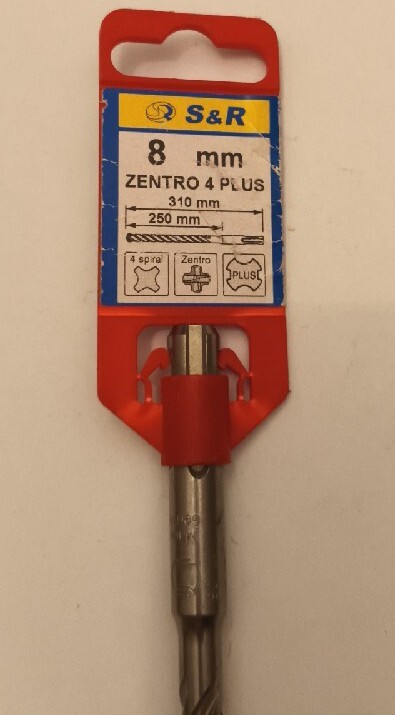 S&R
8 mm
ZENTRO 4 PLUS
310 mm
250 mm
4 spiral Zentro PLUS